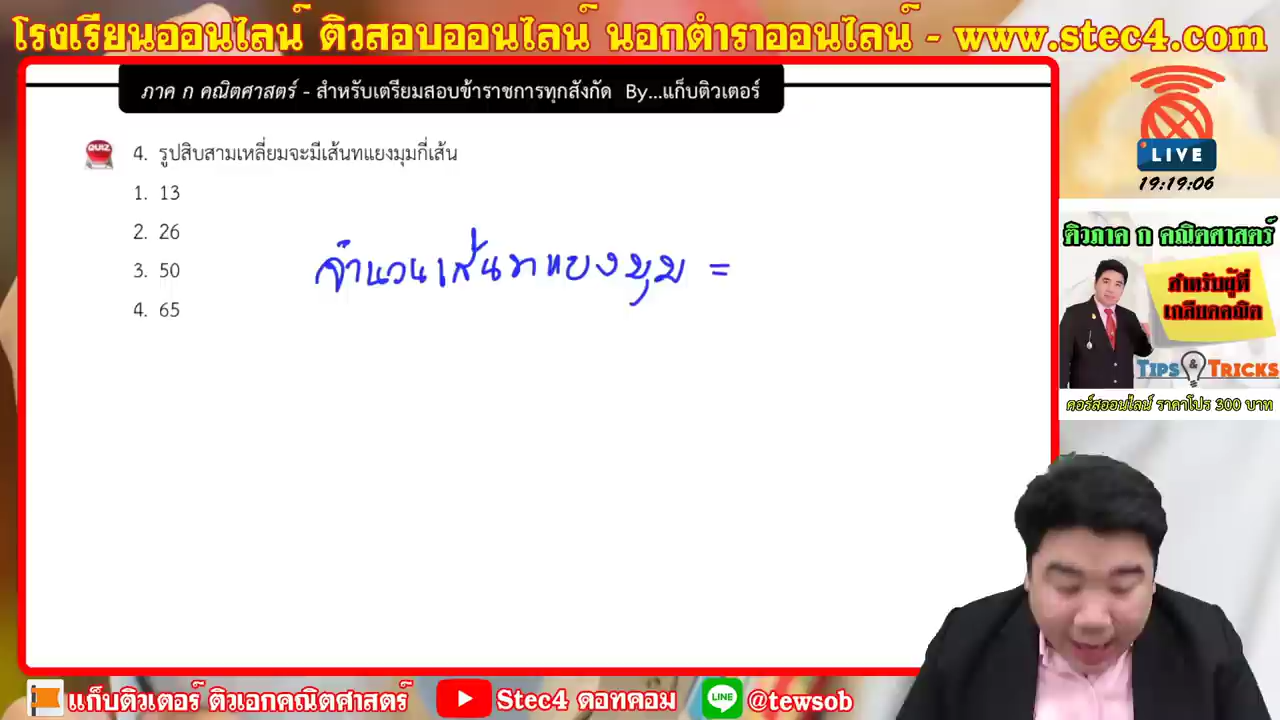 โรงเรียนออนไลน์ ติวสอบออนไลน์ นอกตำราออนไลน์ - www.stec4.com
ภาค ก คณิตศาสตร์ - สำหรับเตรียมสอบข้าราชการทุกสังกัด By...แก็บติวเตอร์
LIVE
19:19:06
QUIZ
4. รูปสิบสามเหลี่ยมจะมีเส้นทแยงมุมกี่เส้น
1. 13
2. 26
3. 50
4. 65
จำนวนเส้นทแยงมุม =
ติวภาค ก คณิตศาสตร์
สำหรับผู้ที่
เกลียดคณิต
TIPS & TRICKS
คอร์สออนไลน์ ราคาโปร 300 บาท
แก็บติวเตอร์ ติวเอกคณิตศาสตร์ Stec4 ดอทคอม LINE @tewsob